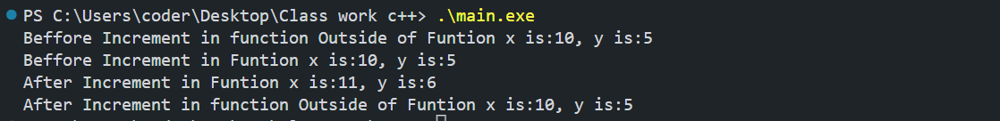 PS C:\Users\coder\Desktop\Class work c++> .\main.exe
Beffore Increment in function Outside of Funtion x is:10, y is:5
Beffore Increment in Funtion x is:10, y is:5
After Increment in Funtion x is:11, y is:6
After Increment in function Outside of Funtion x is:10, y is:5